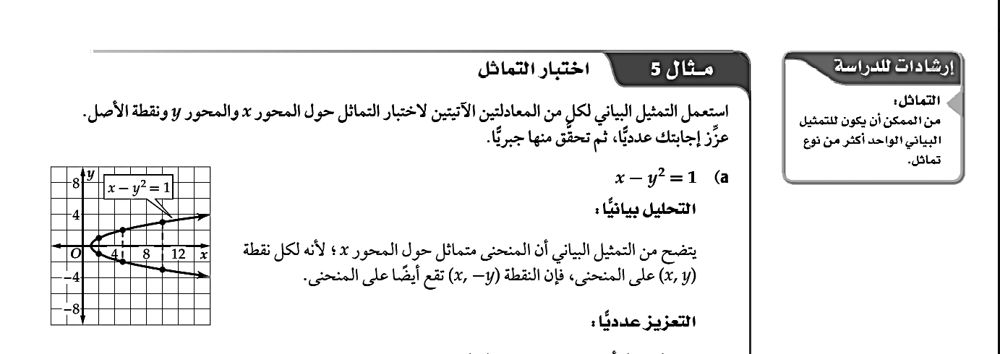 إرشادات للدراسة
التماثل:
من الممكن أن يكون للتمثيل
البياني الواحد أكثر من نوع
تماثل.
مثال 5 اختبار التماثل
استعمل التمثيل البياني لكل من المعادلتين الآتيتين لاختبار التماثل حول المحور x والمحور y ونقطة الأصل.
عزِّز إجابتك عدديًّا، ثم تحقَّق منها جبريًّا.
a) x − y² = 1
التحليل بيانيًّا:
يتضح من التمثيل البياني أن المنحنى متماثل حول المحور x ؛ لأنه لكل نقطة
(x, y) على المنحنى، فإن النقطة (x, −y) تقع أيضًا على المنحنى.
التعزيز عدديًّا:
y
8
x − y² = 1
4
O 4 8 12 x
−4
−8